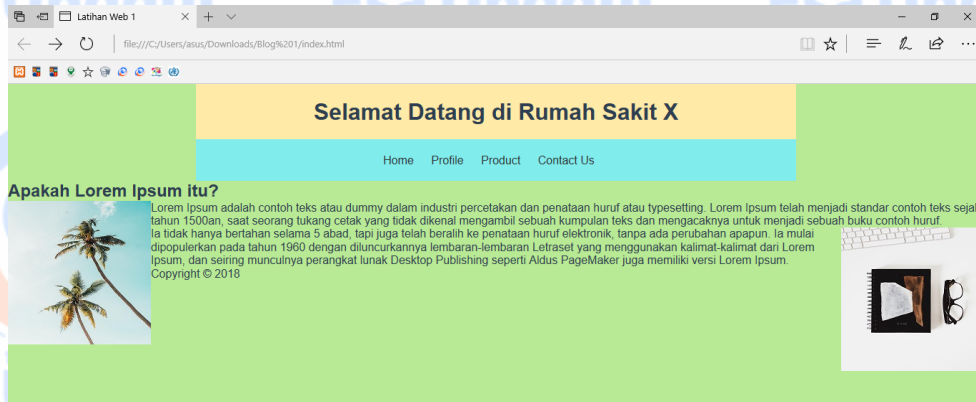 Latihan Web 1
file:///C:/Users/asus/Downloads/Blog%201/index.html
Selamat Datang di Rumah Sakit X
Home Profile Product Contact Us
Apakah Lorem Ipsum itu?
Lorem Ipsum adalah contoh teks atau dummy dalam industri percetakan dan penataan huruf atau typesetting. Lorem Ipsum telah menjadi standar contoh teks sejak
tahun 1500an, saat seorang tukang cetak yang tidak dikenal mengambil sebuah kumpulan teks dan mengacaknya untuk menjadi sebuah buku contoh huruf.
Ia tidak hanya bertahan selama 5 abad, tapi juga telah beralih ke penataan huruf elektronik, tanpa ada perubahan apapun. Ia mulai
dipopulerkan pada tahun 1960 dengan diluncurkannya lembaran-lembaran Letraset yang menggunakan kalimat-kalimat dari Lorem
Ipsum, dan seiring munculnya perangkat lunak Desktop Publishing seperti Aldus PageMaker juga memiliki versi Lorem Ipsum.
Copyright © 2018